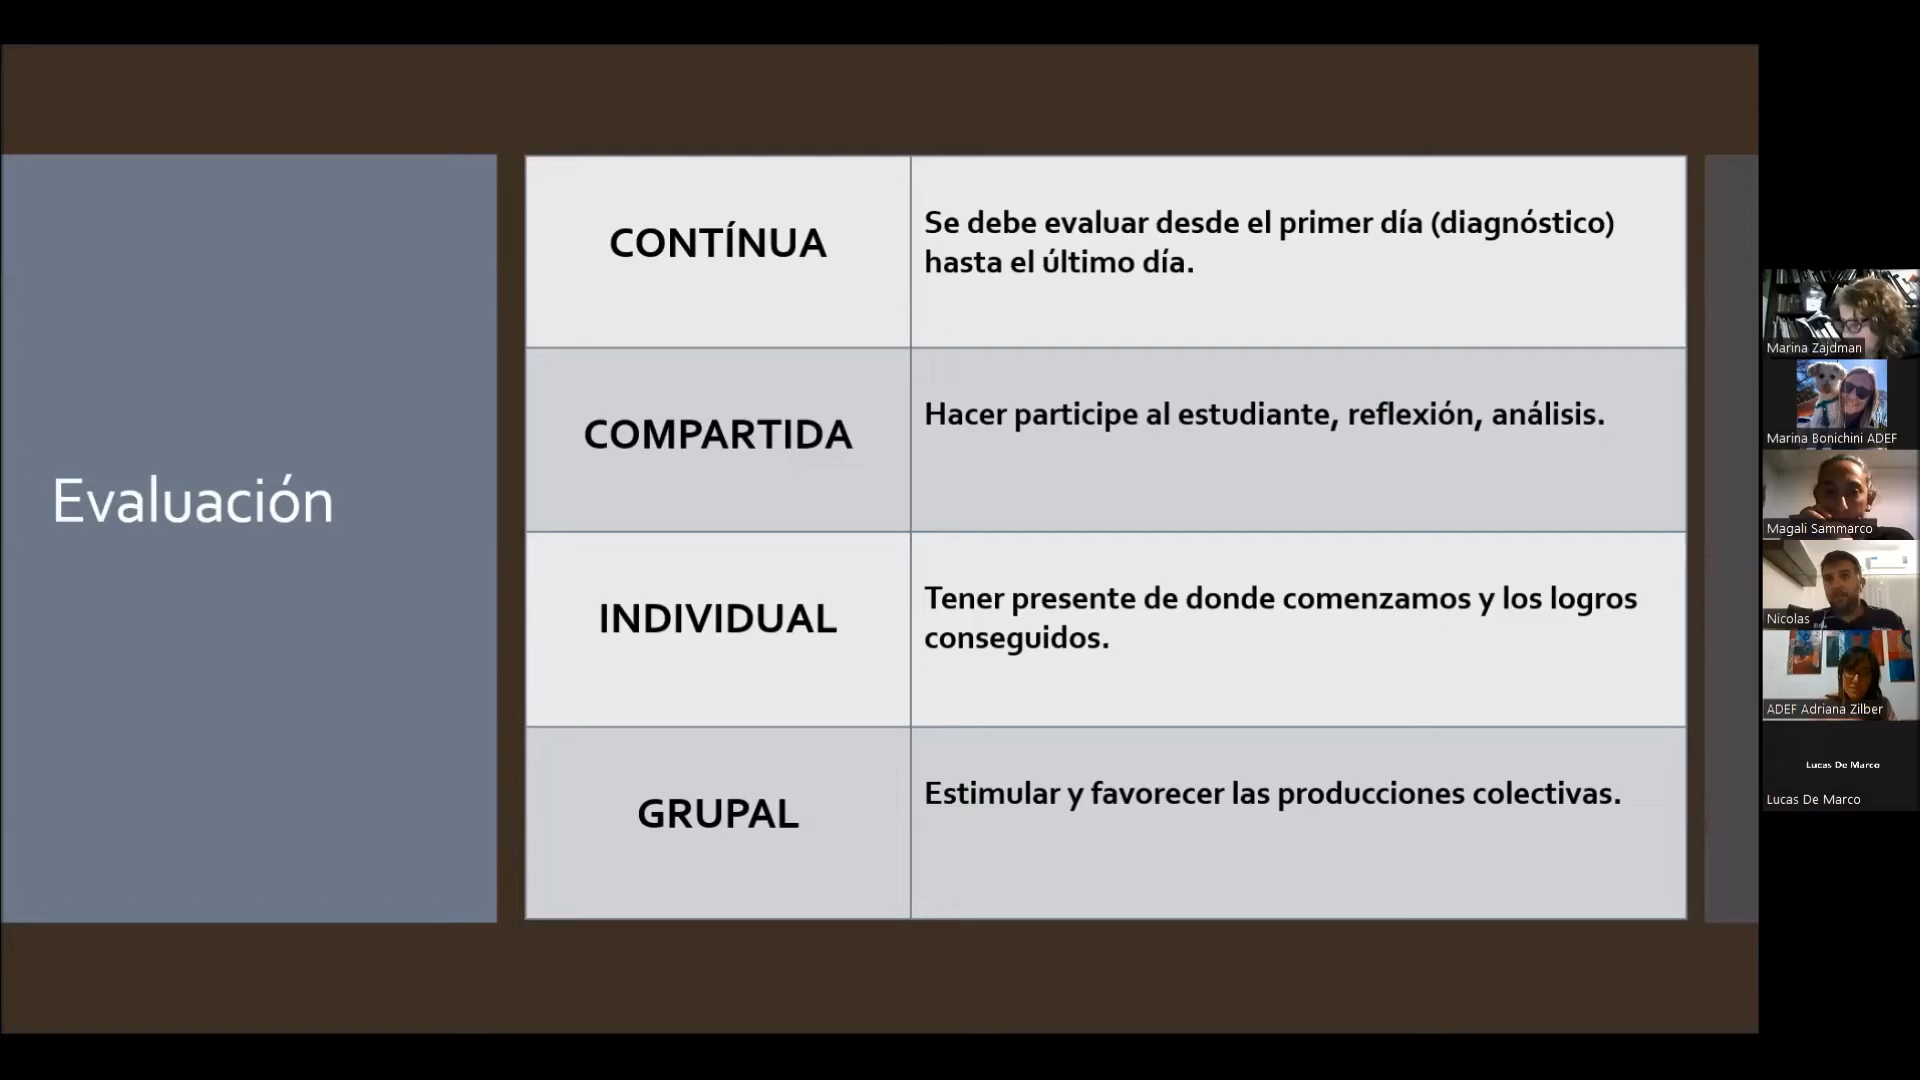 Evaluación
CONTÍNUA
Se debe evaluar desde el primer día (diagnóstico)
hasta el último día.
COMPARTIDA
Hacer participe al estudiante, reflexión, análisis.
INDIVIDUAL
Tener presente de donde comenzamos y los logros
conseguidos.
GRUPAL
Estimular y favorecer las producciones colectivas.
Marina Zajdman
Marina Bonichini ADEF
Magali Sammarco
Nicolas
ADEF Adriana Zilber
Lucas De Marco
Lucas De Marco